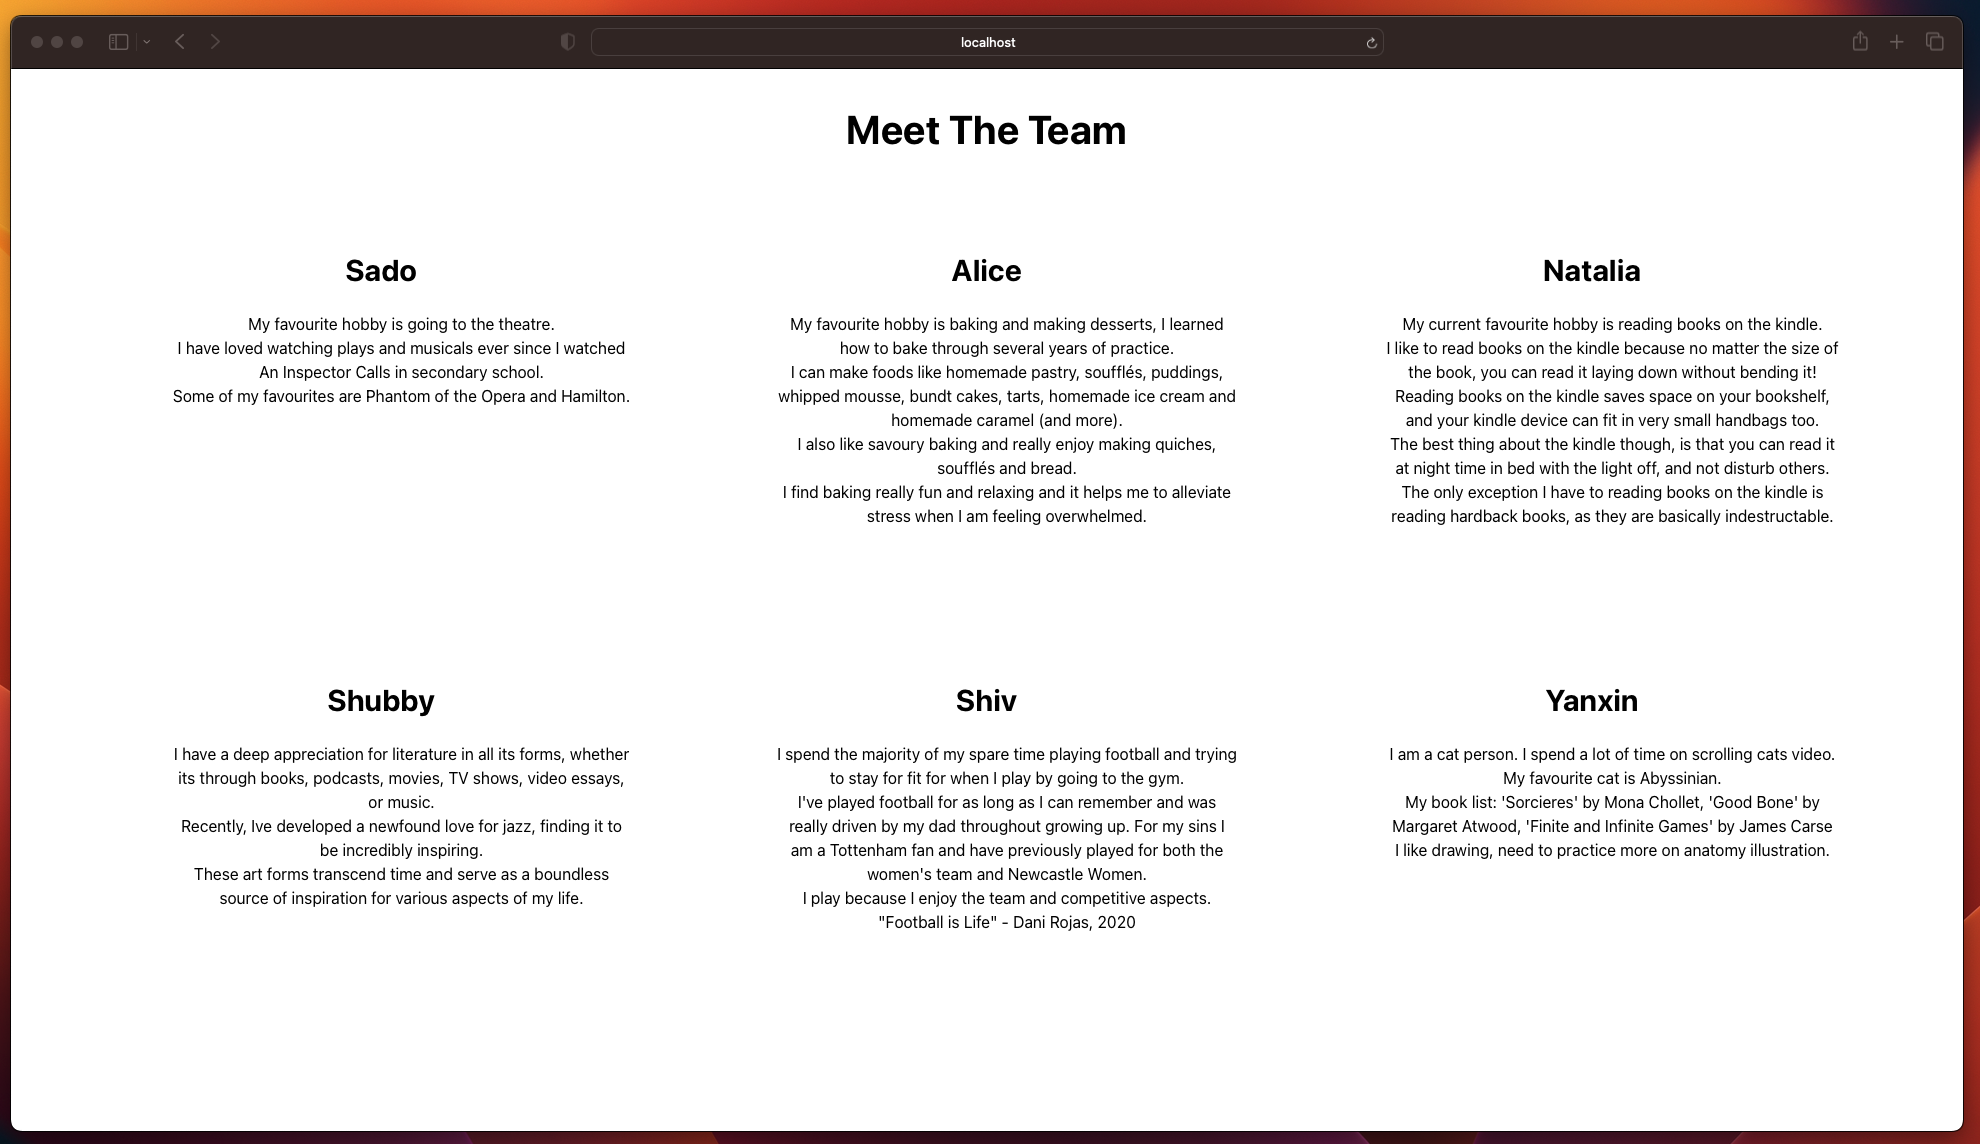 localhost
Meet The Team
Sado
My favourite hobby is going to the theatre.
I have loved watching plays and musicals ever since I watched
An Inspector Calls in secondary school.
Some of my favourites are Phantom of the Opera and Hamilton.
Alice
My favourite hobby is baking and making desserts, I learned
how to bake through several years of practice.
I can make foods like homemade pastry, soufflés, puddings,
whipped mousse, bundt cakes, tarts, homemade ice cream and
homemade caramel (and more).
I also like savoury baking and really enjoy making quiches,
soufflés and bread.
I find baking really fun and relaxing and it helps me to alleviate
stress when I am feeling overwhelmed.
Natalia
My current favourite hobby is reading books on the kindle.
I like to read books on the kindle because no matter the size of
the book, you can read it laying down without bending it!
Reading books on the kindle saves space on your bookshelf,
and your kindle device can fit in very small handbags too.
The best thing about the kindle though, is that you can read it
at night time in bed with the light off, and not disturb others.
The only exception I have to reading books on the kindle is
reading hardback books, as they are basically indestructable.
Shubby
I have a deep appreciation for literature in all its forms, whether
its through books, podcasts, movies, TV shows, video essays,
or music.
Recently, Ive developed a newfound love for jazz, finding it to
be incredibly inspiring.
These art forms transcend time and serve as a boundless
source of inspiration for various aspects of my life.
Shiv
I spend the majority of my spare time playing football and trying
to stay for fit for when I play by going to the gym.
I've played football for as long as I can remember and was
really driven by my dad throughout growing up. For my sins I
am a Tottenham fan and have previously played for both the
women's team and Newcastle Women.
I play because I enjoy the team and competitive aspects.
"Football is Life" - Dani Rojas, 2020
Yanxin
I am a cat person. I spend a lot of time on scrolling cats video.
My favourite cat is Abyssinian.
My book list: 'Sorcieres' by Mona Chollet, 'Good Bone' by
Margaret Atwood, 'Finite and Infinite Games' by James Carse
I like drawing, need to practice more on anatomy illustration.